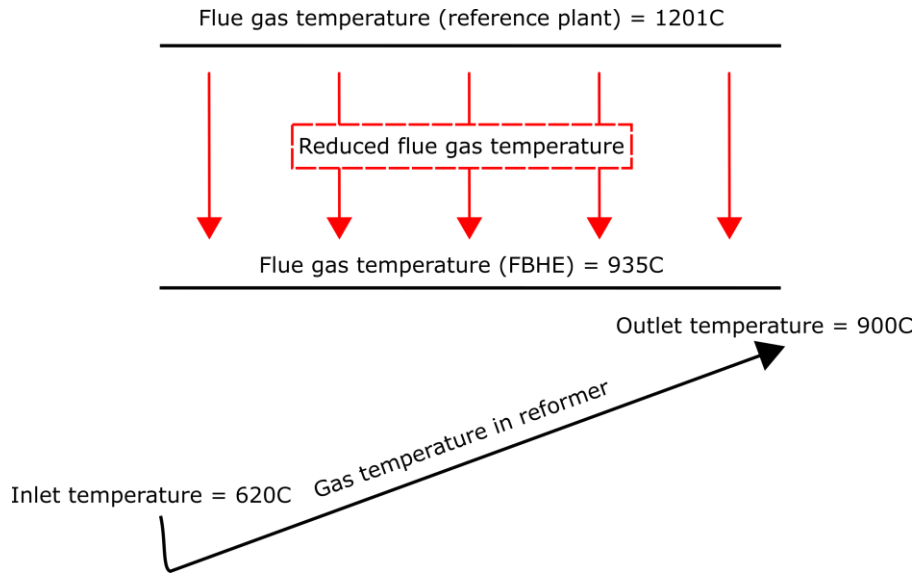 Flue gas temperature (reference plant) = 1201C
Reduced flue gas temperature
Flue gas temperature (FBHE) = 935C
Outlet temperature = 900C
Gas temperature in reformer
Inlet temperature = 620C